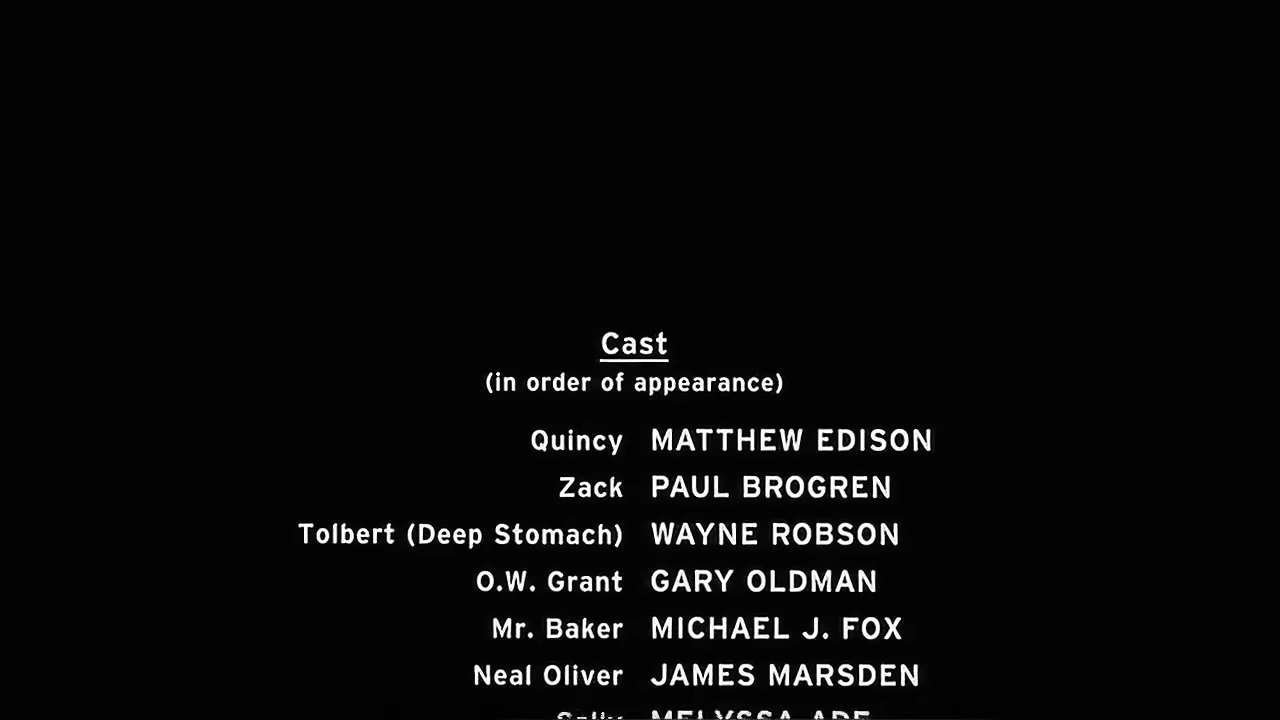 Cast
(in order of appearance)
Quincy MATTHEW EDISON
Zack PAUL BROGREN
Tolbert (Deep Stomach) WAYNE ROBSON
O.W. Grant GARY OLDMAN
Mr. Baker MICHAEL J. FOX
Neal Oliver JAMES MARSDEN